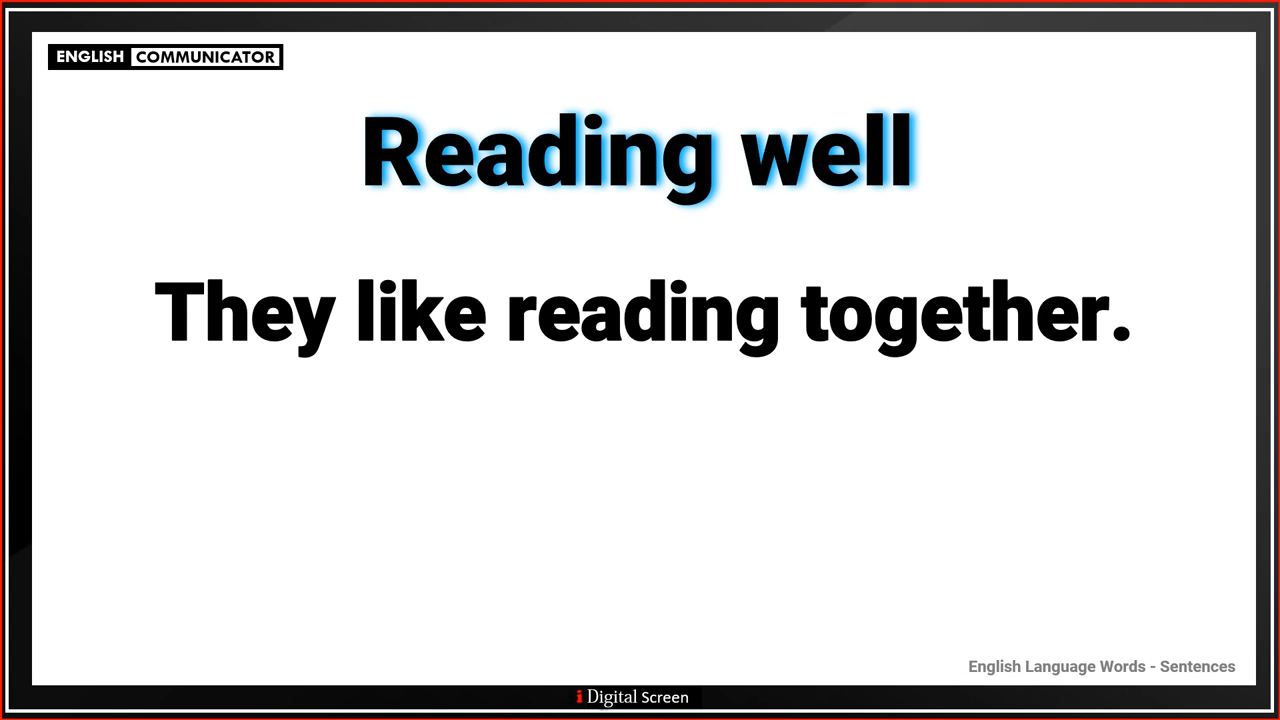 ENGLISH COMMUNICATOR
Reading well
They like reading together.
English Language Words - Sentences
i Digital Screen